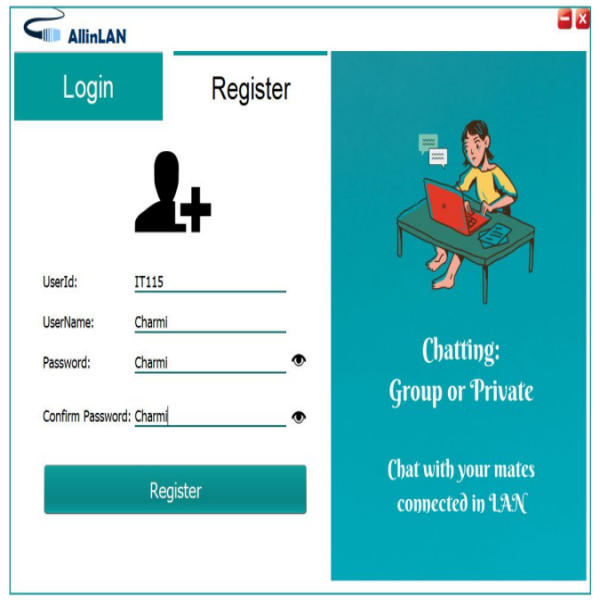 AllinLAN
Login
Register
UserId: IT115
UserName: Charmi
Password: Charmi
Confirm Password: Charmi
Register
Chatting:
Group or Private
Chat with your mates
connected in LAN